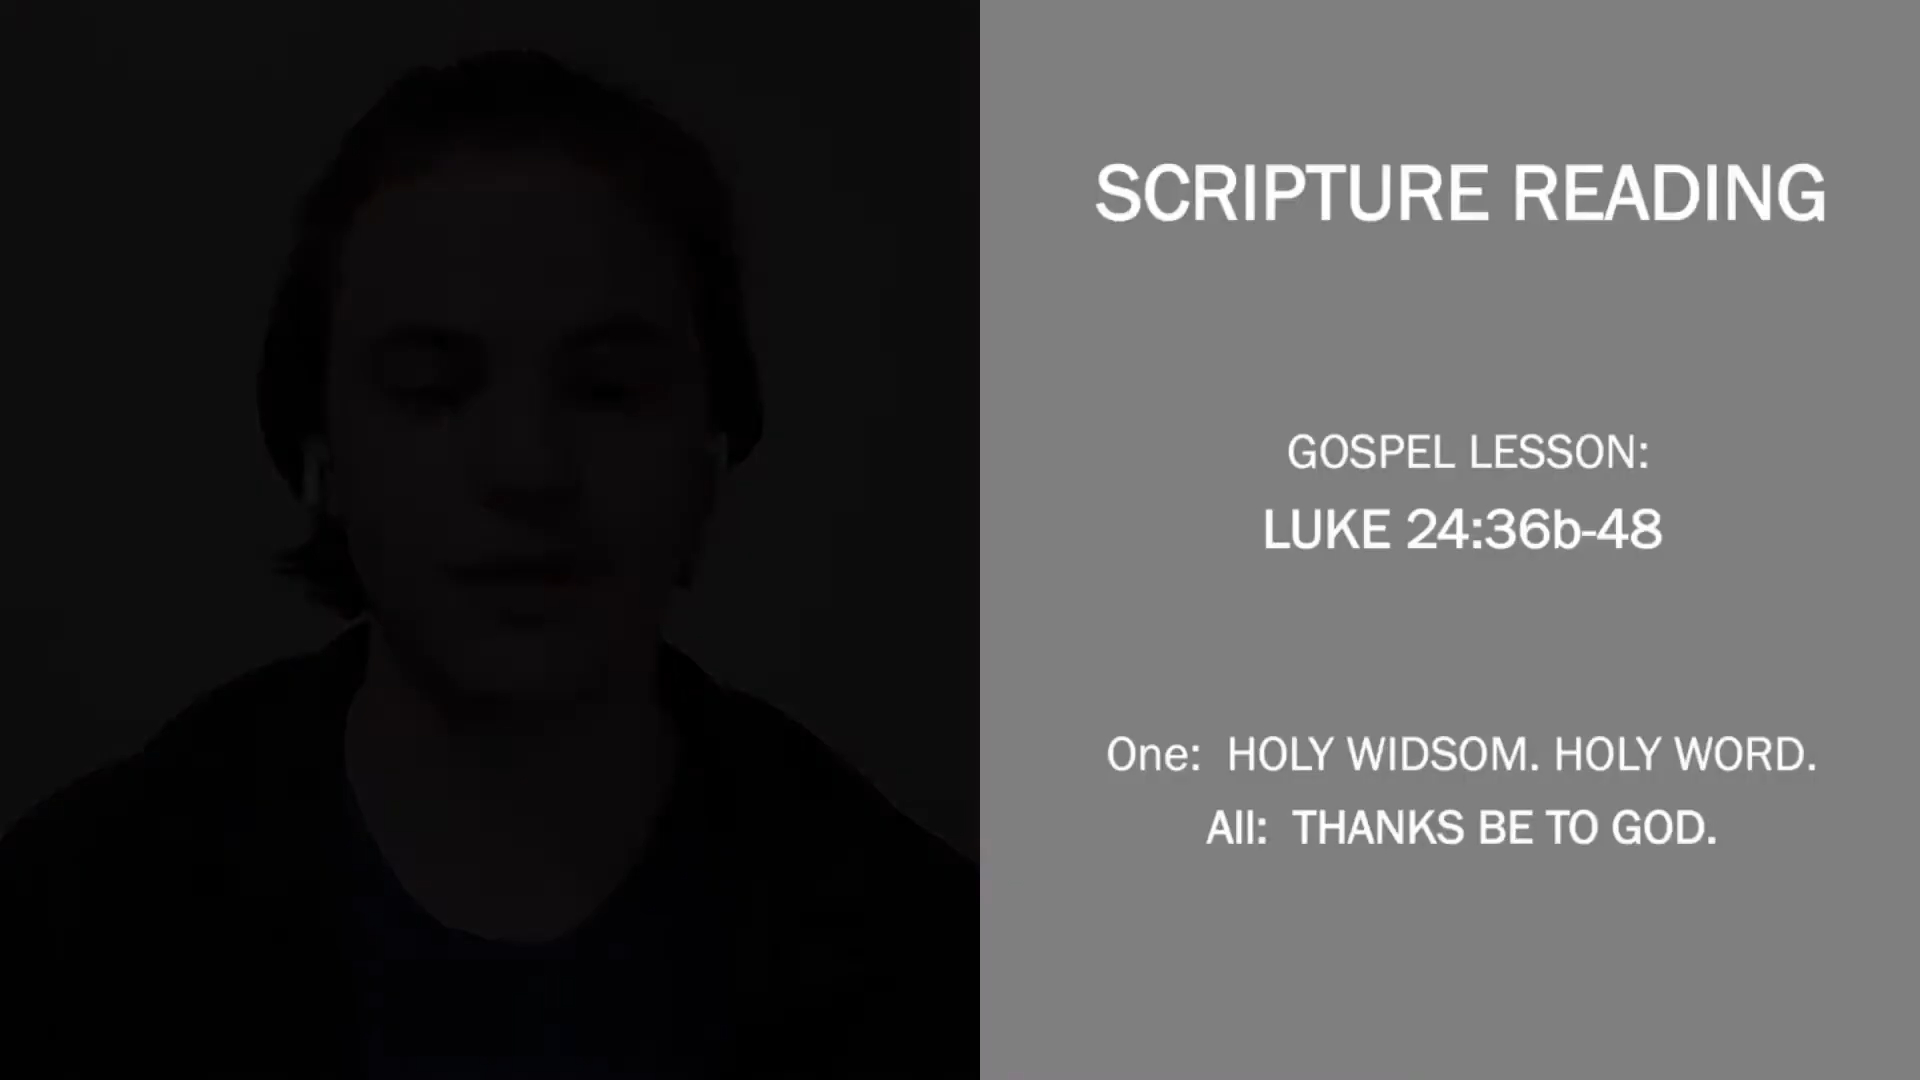 SCRIPTURE READING
GOSPEL LESSON:
LUKE 24:36b-48
One: HOLY WIDSOM. HOLY WORD.
All: THANKS BE TO GOD.